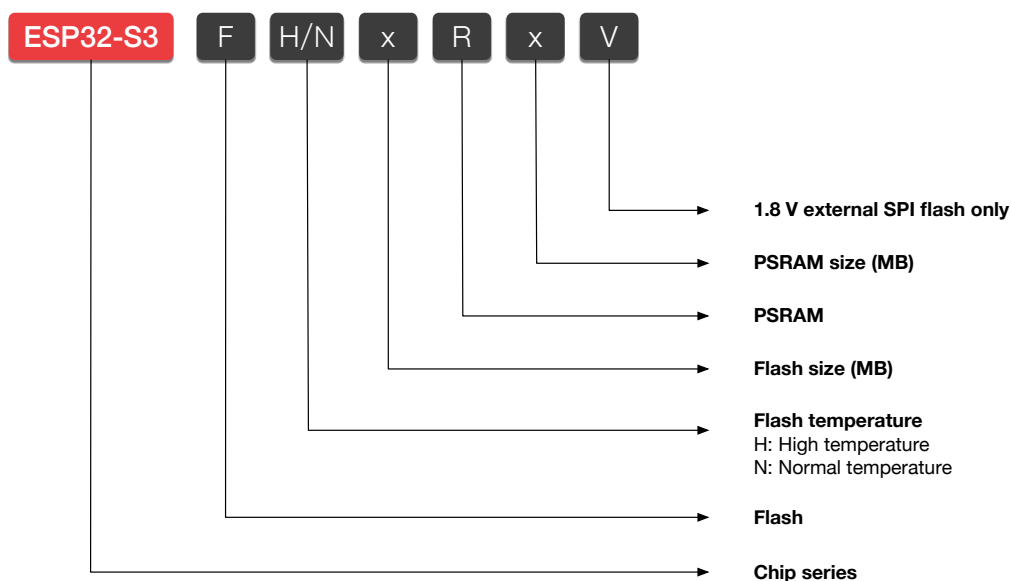 ESP32-S3 F H/N x R x V
1.8 V external SPI flash only
PSRAM size (MB)
PSRAM
Flash size (MB)
Flash temperature
H: High temperature
N: Normal temperature
Flash
Chip series